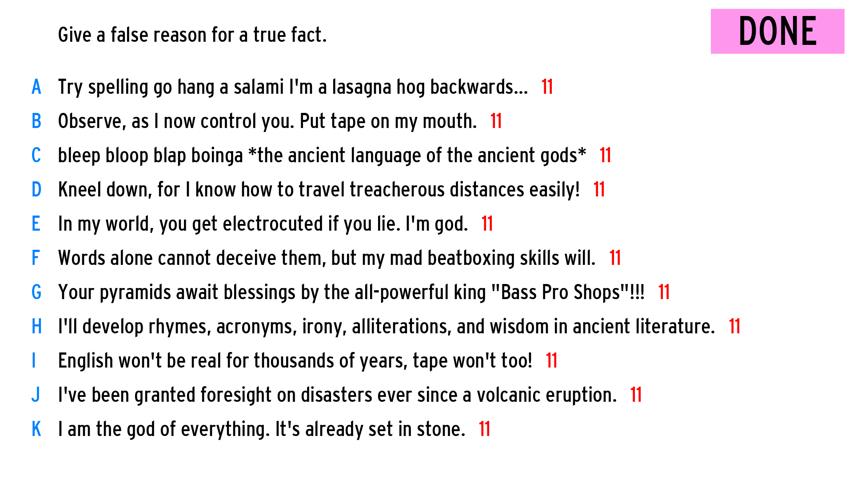 Give a false reason for a true fact.
DONE
A Try spelling go hang a salami I'm a lasagna hog backwards... 11
B Observe, as I now control you. Put tape on my mouth. 11
C bleep bloop blap boinga *the ancient language of the ancient gods* 11
D Kneel down, for I know how to travel treacherous distances easily! 11
E In my world, you get electrocuted if you lie. I'm god. 11
F Words alone cannot deceive them, but my mad beatboxing skills will. 11
G Your pyramids await blessings by the all-powerful king "Bass Pro Shops"!!! 11
H I'll develop rhymes, acronyms, irony, alliterations, and wisdom in ancient literature. 11
I English won't be real for thousands of years, tape won't too! 11
J I've been granted foresight on disasters ever since a volcanic eruption. 11
K I am the god of everything. It's already set in stone. 11